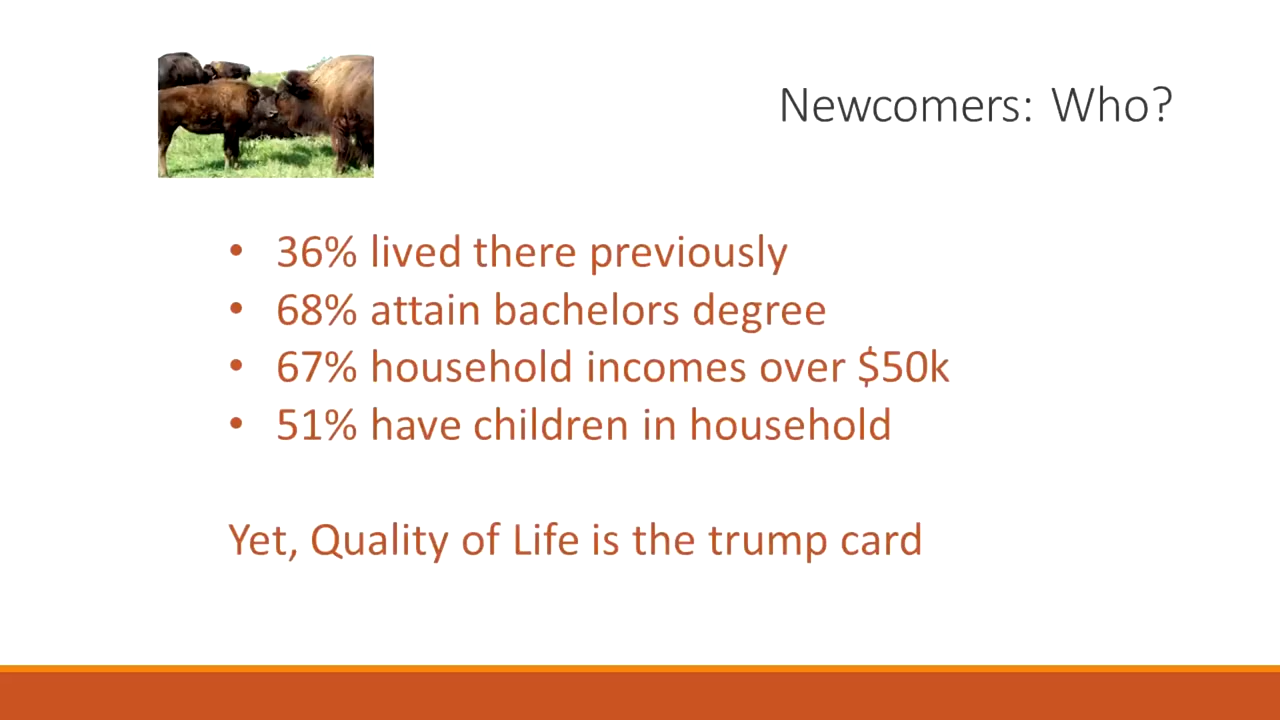 Newcomers: Who?
• 36% lived there previously
• 68% attain bachelors degree
• 67% household incomes over $50k
• 51% have children in household
Yet, Quality of Life is the trump card